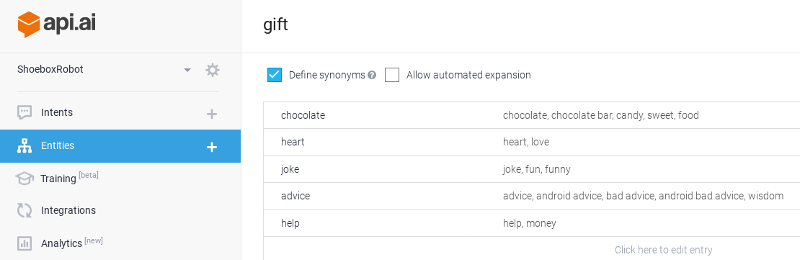 api.ai
gift
ShoeboxRobot
Define synonyms ? Allow automated expansion
Intents +
Entities +
Training [beta]
Integrations
Analytics [new]
chocolate chocolate, chocolate bar, candy, sweet, food
heart heart, love
joke joke, fun, funny
advice advice, android advice, bad advice, android bad advice, wisdom
help help, money
Click here to edit entry